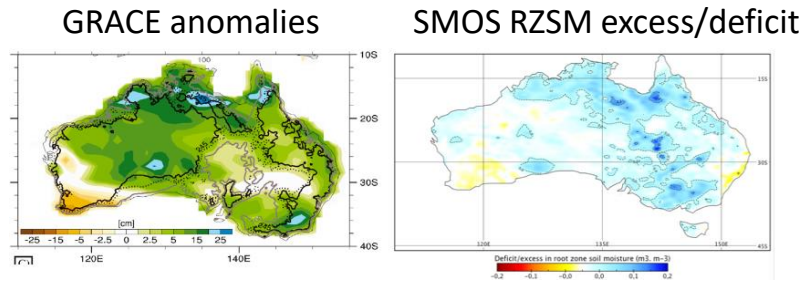 GRACE anomalies
SMOS RZSM excess/deficit
100
10S
20S
30S
40S
[cm]
-25 -15 -5 -2.5 0 2.5 5 15 25
120E 140E
15S
30S
45S
120E 135E 150E
Deficit/excess in root zone soil moisture (m3. m-3)
-0,2 -0,1 0,0 0,1 0,2